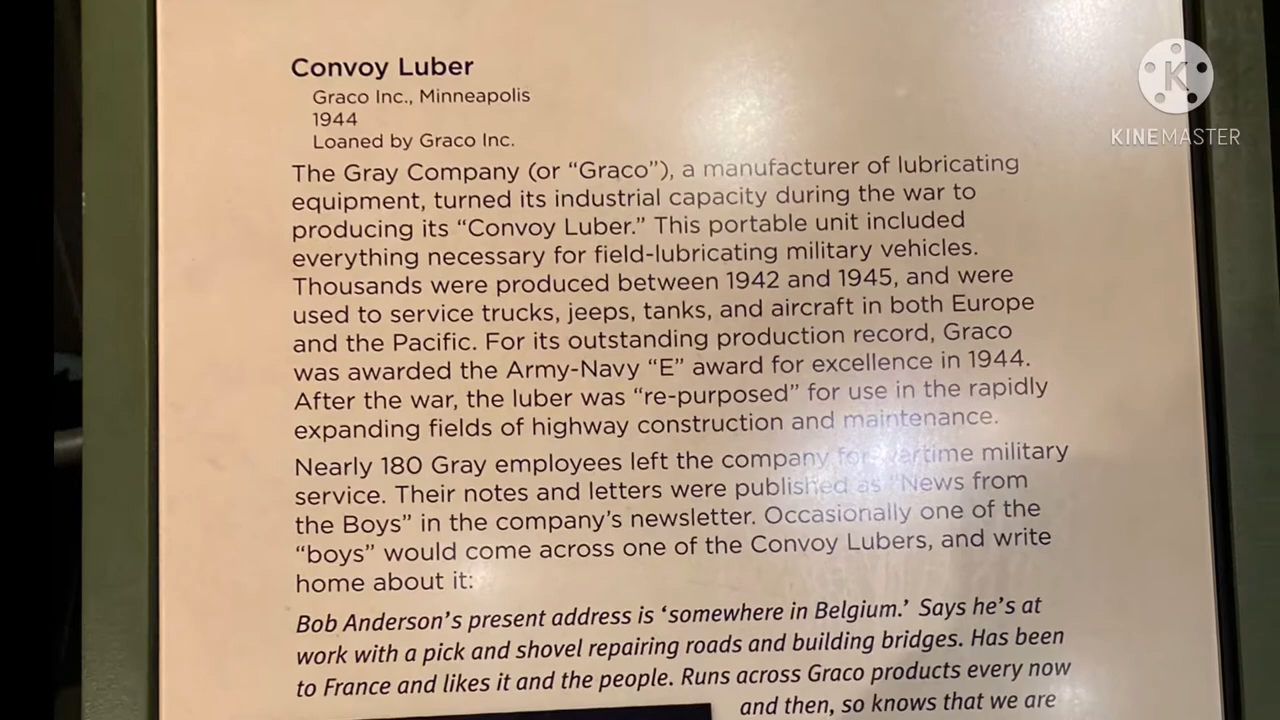 Convoy Luber
Graco Inc., Minneapolis
1944
Loaned by Graco Inc.
The Gray Company (or “Graco”), a manufacturer of lubricating
equipment, turned its industrial capacity during the war to
producing its “Convoy Luber.” This portable unit included
everything necessary for field-lubricating military vehicles.
Thousands were produced between 1942 and 1945, and were
used to service trucks, jeeps, tanks, and aircraft in both Europe
and the Pacific. For its outstanding production record, Graco
was awarded the Army-Navy “E” award for excellence in 1944.
After the war, the luber was “re-purposed” for use in the rapidly
expanding fields of highway construction and maintenance.
Nearly 180 Gray employees left the company for wartime military
service. Their notes and letters were published as “News from
the Boys” in the company’s newsletter. Occasionally one of the
“boys” would come across one of the Convoy Lubers, and write
home about it:
Bob Anderson’s present address is ‘somewhere in Belgium.’ Says he’s at
work with a pick and shovel repairing roads and building bridges. Has been
to France and likes it and the people. Runs across Graco products every now
and then, so knows that we are
K
KINEMASTER